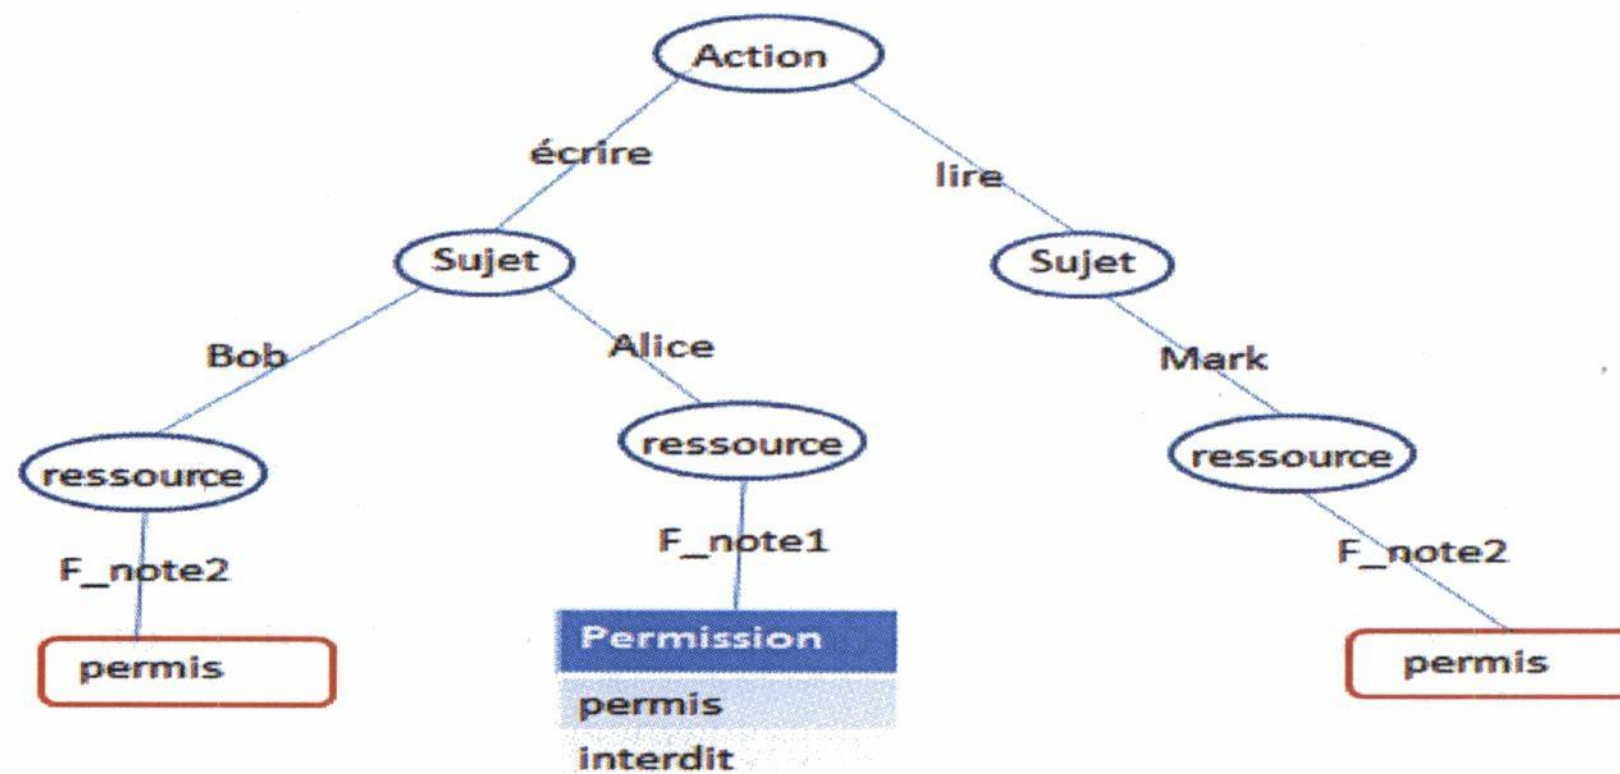 Action
écrire
lire
Sujet
Sujet
Bob
Alice
Mark
ressource
ressource
ressource
F_note2
F_note1
F_note2
permis
Permission
permis
interdit
permis